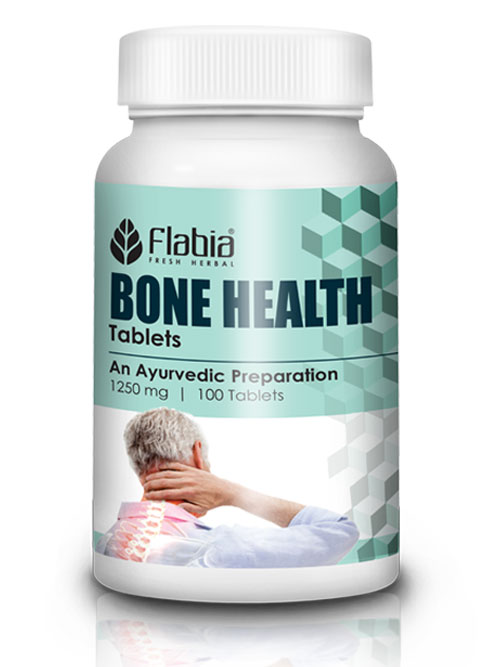 Flabia®
FRESH HERBAL
BONE HEALTH
Tablets
An Ayurvedic Preparation
1250 mg | 100 Tablets